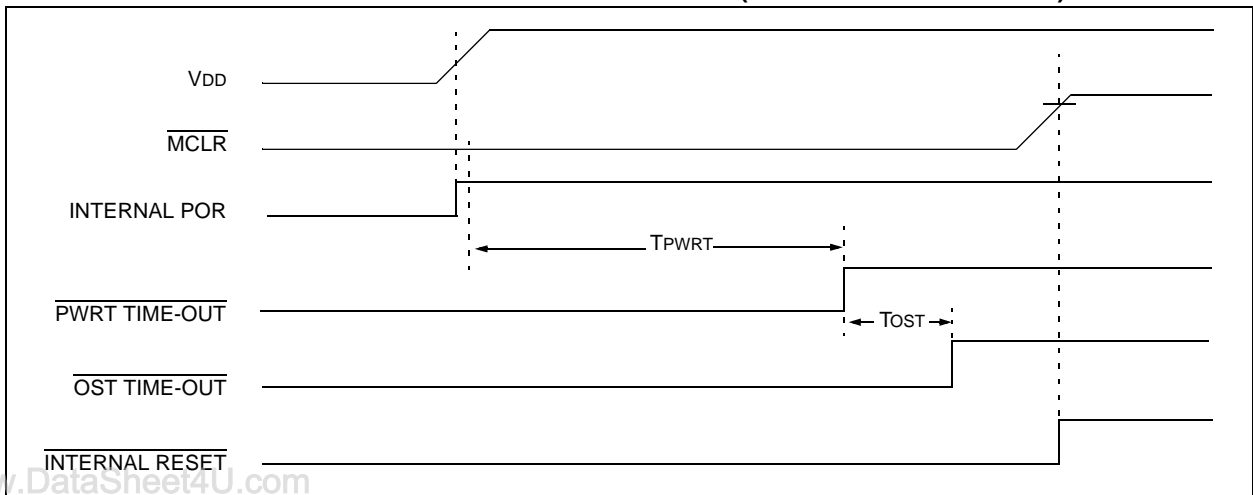 VDD
MCLR
INTERNAL POR
TPWRT
PWRT TIME-OUT
TOST
OST TIME-OUT
INTERNAL RESET
w.DataSheet4U.com